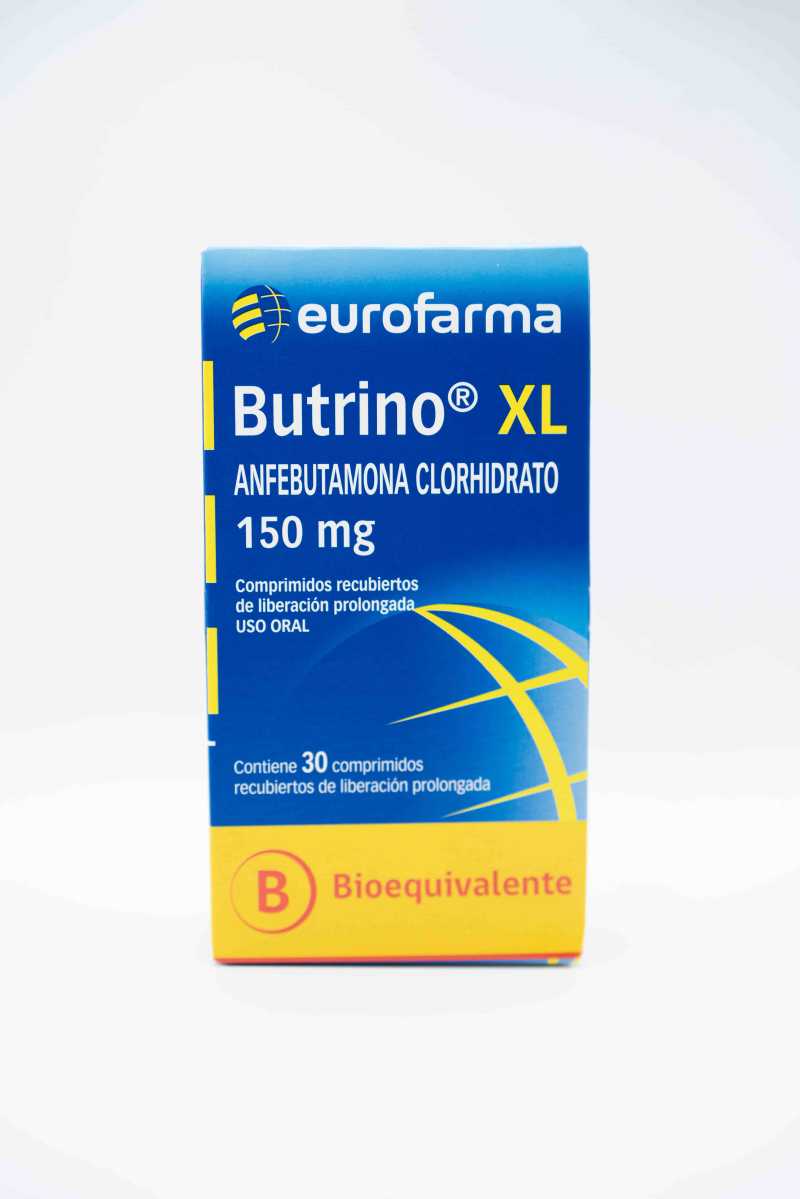 eurofarma
Butrino® XL
ANFEBUTAMONA CLORHIDRATO
150 mg
Comprimidos recubiertos
de liberación prolongada
USO ORAL
Contiene 30 comprimidos
recubiertos de liberación prolongada
B Bioequivalente